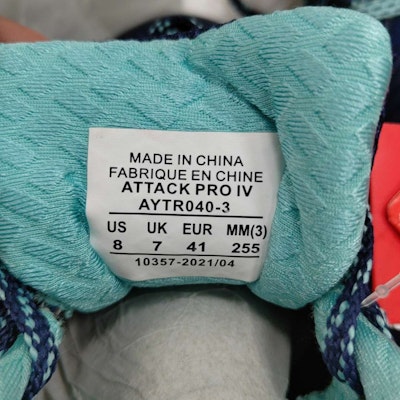 MADE IN CHINA
FABRIQUE EN CHINE
ATTACK PRO IV
AYTR040-3
US UK EUR MM(3)
8 7 41 255
10357-2021/04